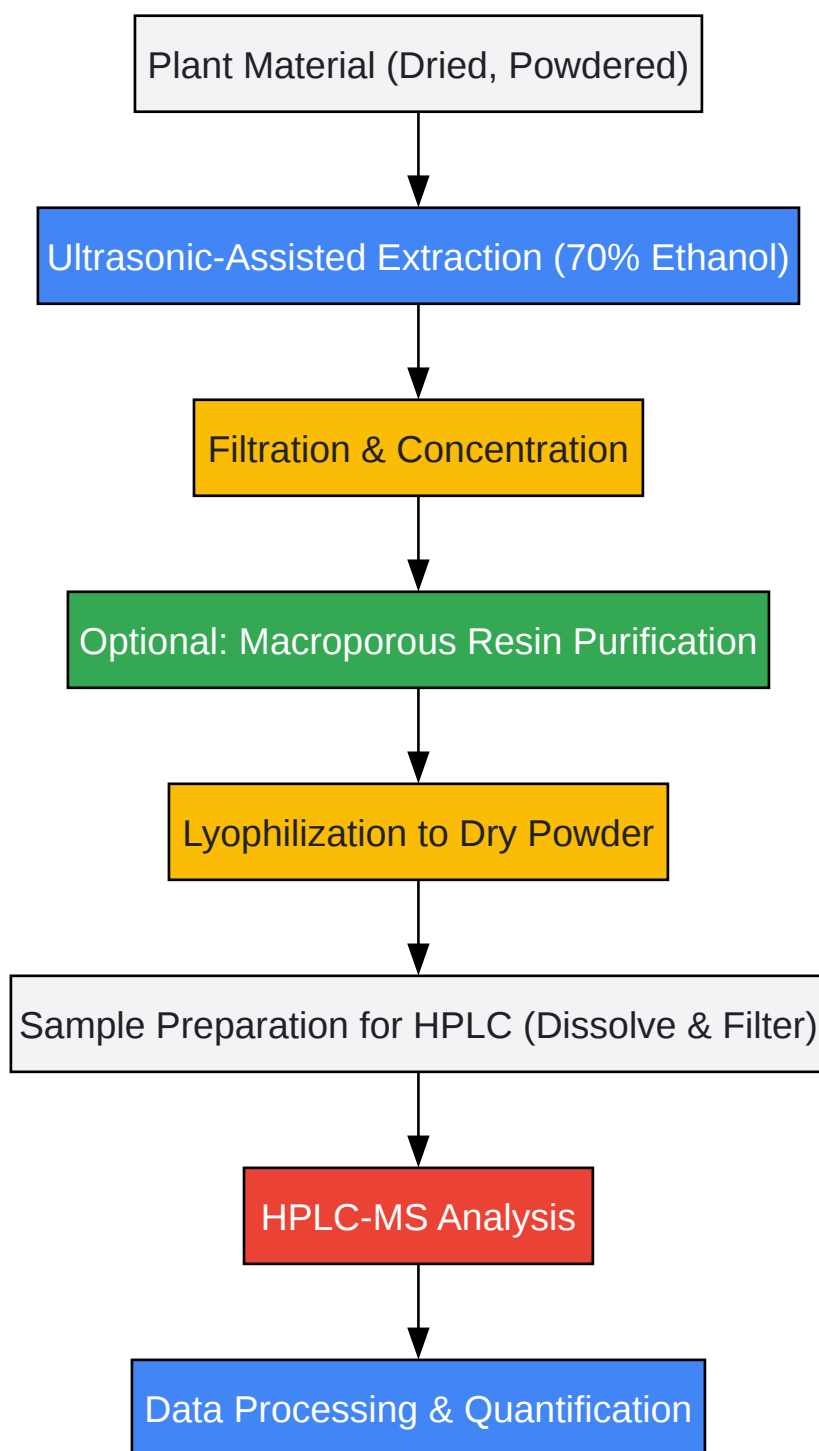 Plant Material (Dried, Powdered)
Ultrasonic-Assisted Extraction (70% Ethanol)
Filtration & Concentration
Optional: Macroporous Resin Purification
Lyophilization to Dry Powder
Sample Preparation for HPLC (Dissolve & Filter)
HPLC-MS Analysis
Data Processing & Quantification